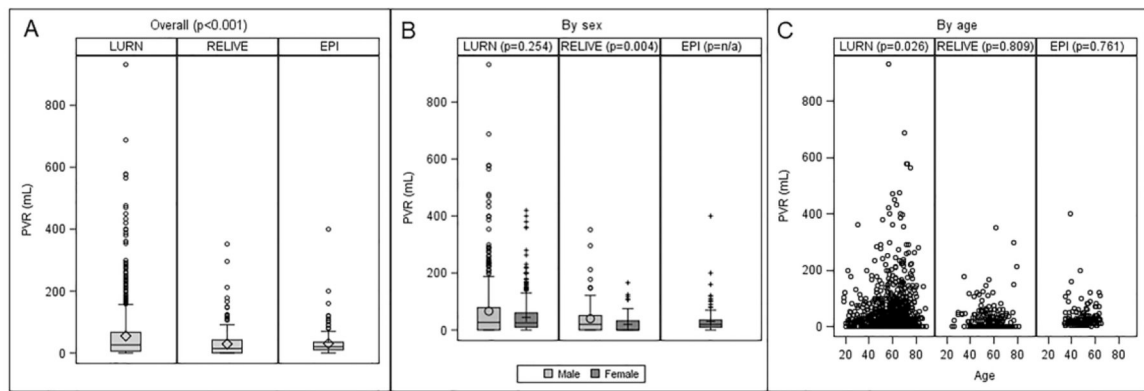 A
Overall (p<0.001)
LURN RELIVE EPI
PVR (mL)
800
600
400
200
0
B
By sex
LURN (p=0.254) RELIVE (p=0.004) EPI (p=n/a)
PVR (mL)
800
600
400
200
0
Male Female
C
By age
LURN (p=0.026) RELIVE (p=0.809) EPI (p=0.761)
PVR (mL)
800
600
400
200
0
20 40 60 80 20 40 60 80 20 40 60 80
Age